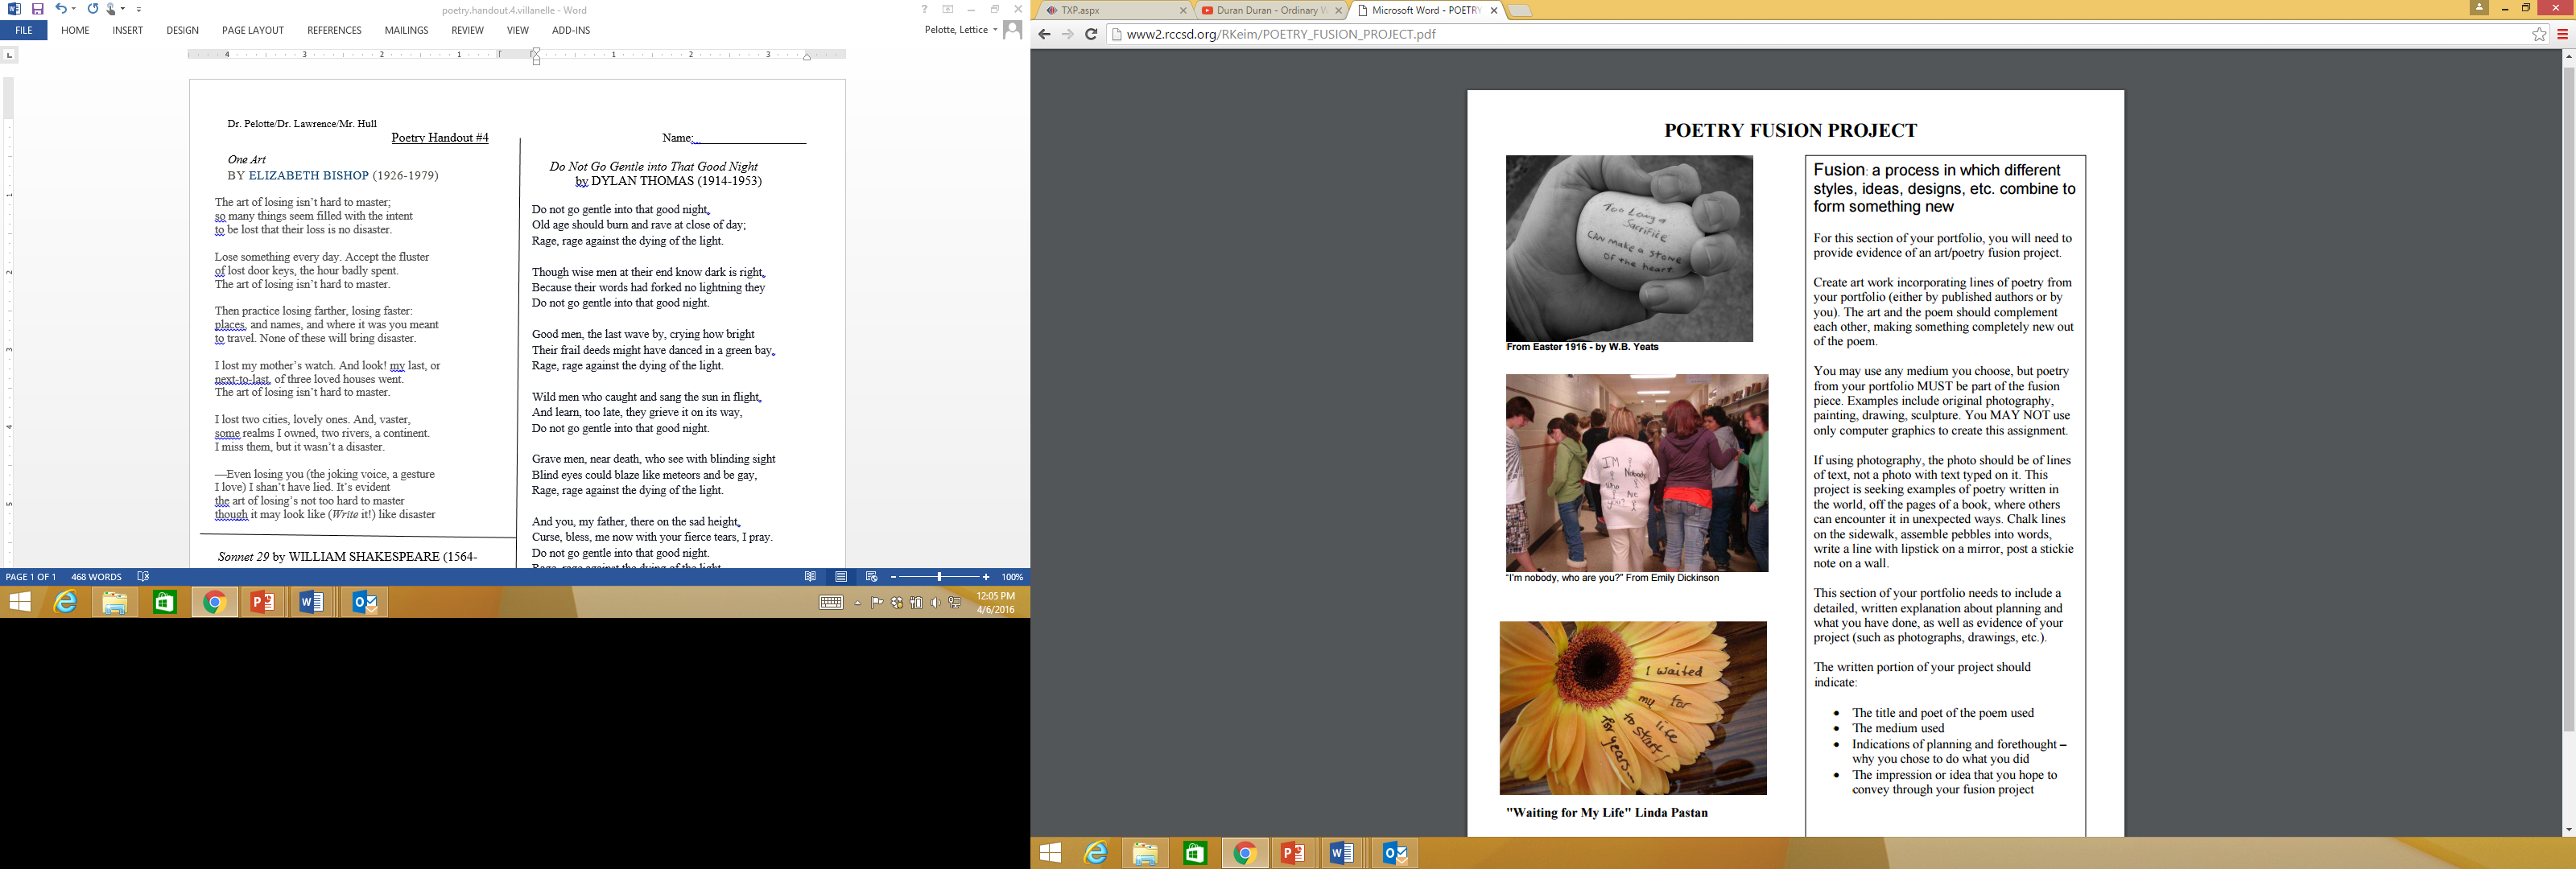 poetry.handout.4.villanelle - Word
FILE HOME INSERT DESIGN PAGE LAYOUT REFERENCES MAILINGS REVIEW VIEW ADD-INS
Pelotte, Lettice
Dr. Pelotte/Dr. Lawrence/Mr. Hull
Poetry Handout #4
Name:
One Art
BY ELIZABETH BISHOP (1926-1979)
The art of losing isn’t hard to master;
so many things seem filled with the intent
to be lost that their loss is no disaster.
Lose something every day. Accept the fluster
of lost door keys, the hour badly spent.
The art of losing isn’t hard to master.
Then practice losing farther, losing faster:
places, and names, and where it was you meant
to travel. None of these will bring disaster.
I lost my mother’s watch. And look! my last, or
next-to-last, of three loved houses went.
The art of losing isn’t hard to master.
I lost two cities, lovely ones. And, vaster,
some realms I owned, two rivers, a continent.
I miss them, but it wasn’t a disaster.
—Even losing you (the joking voice, a gesture
I love) I shan’t have lied. It’s evident
the art of losing’s not too hard to master
though it may look like (Write it!) like disaster
Sonnet 29 by WILLIAM SHAKESPEARE (1564-
Do Not Go Gentle into That Good Night
by DYLAN THOMAS (1914-1953)
Do not go gentle into that good night,
Old age should burn and rave at close of day;
Rage, rage against the dying of the light.
Though wise men at their end know dark is right,
Because their words had forked no lightning they
Do not go gentle into that good night.
Good men, the last wave by, crying how bright
Their frail deeds might have danced in a green bay,
Rage, rage against the dying of the light.
Wild men who caught and sang the sun in flight,
And learn, too late, they grieve it on its way,
Do not go gentle into that good night.
Grave men, near death, who see with blinding sight
Blind eyes could blaze like meteors and be gay,
Rage, rage against the dying of the light.
And you, my father, there on the sad height,
Curse, bless, me now with your fierce tears, I pray.
Do not go gentle into that good night.
Rage, rage against the dying of the light.
PAGE 1 OF 1 468 WORDS
100%
12:05 PM
4/6/2016
TXP.aspx
Duran Duran - Ordinary W
Microsoft Word - POETRY
www2.rccsd.org/RKeim/POETRY_FUSION_PROJECT.pdf
POETRY FUSION PROJECT
Too Long a
Sacrifice
CAN make a stone
Of the heart
From Easter 1916 - by W.B. Yeats
I'M
Nobody
Who Are
you?
“I’m nobody, who are you?” From Emily Dickinson
I waited
my for
life
to start
for years
"Waiting for My Life" Linda Pastan
Fusion: a process in which different
styles, ideas, designs, etc. combine to
form something new
For this section of your portfolio, you will need to
provide evidence of an art/poetry fusion project.
Create art work incorporating lines of poetry from
your portfolio (either by published authors or by
you). The art and the poem should complement
each other, making something completely new out
of the poem.
You may use any medium you choose, but poetry
from your portfolio MUST be part of the fusion
piece. Examples include original photography,
painting, drawing, sculpture. You MAY NOT use
only computer graphics to create this assignment.
If using photography, the photo should be of lines
of text, not a photo with text typed on it. This
project is seeking examples of poetry written in
the world, off the pages of a book, where others
can encounter it in unexpected ways. Chalk lines
on the sidewalk, assemble pebbles into words,
write a line with lipstick on a mirror, post a stickie
note on a wall.
This section of your portfolio needs to include a
detailed, written explanation about planning and
what you have done, as well as evidence of your
project (such as photographs, drawings, etc.).
The written portion of your project should
indicate:
• The title and poet of the poem used
• The medium used
• Indications of planning and forethought –
why you chose to do what you did
• The impression or idea that you hope to
convey through your fusion project